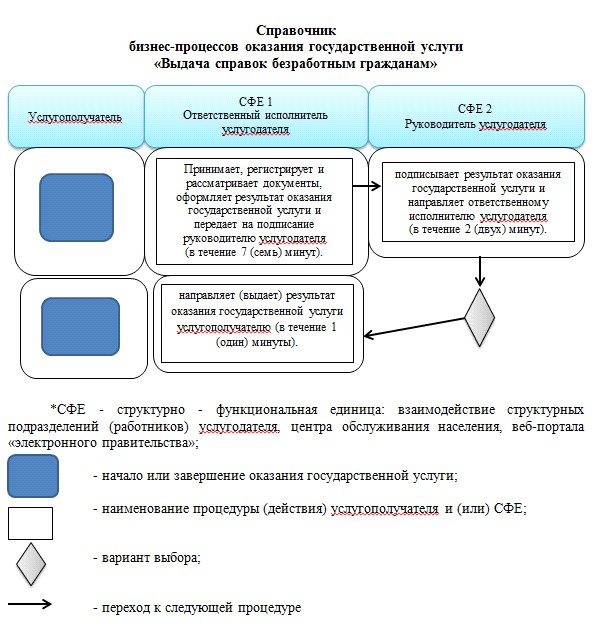 Справочник
бизнес-процессов оказания государственной услуги
«Выдача справок безработным гражданам»
Услугополучатель
СФЕ 1
Ответственный исполнитель
услугодателя
СФЕ 2
Руководитель услугодателя
Принимает, регистрирует и
рассматривает документы,
оформляет результат оказания
государственной услуги и
передает на подписание
руководителю услугодателя
(в течение 7 (семь) минут).
подписывает результат оказания
государственной услуги и
направляет ответственному
исполнителю услугодателя
(в течение 2 (двух) минут).
направляет (выдает) результат
оказания государственной услуги
услугополучателю (в течение 1
(один) минуты).
*СФЕ - структурно - функциональная единица: взаимодействие структурных
подразделений (работников) услугодателя, центра обслуживания населения, веб-портала
«электронного правительства»;
- начало или завершение оказания государственной услуги;
- наименование процедуры (действия) услугополучателя и (или) СФЕ;
- вариант выбора;
- переход к следующей процедуре